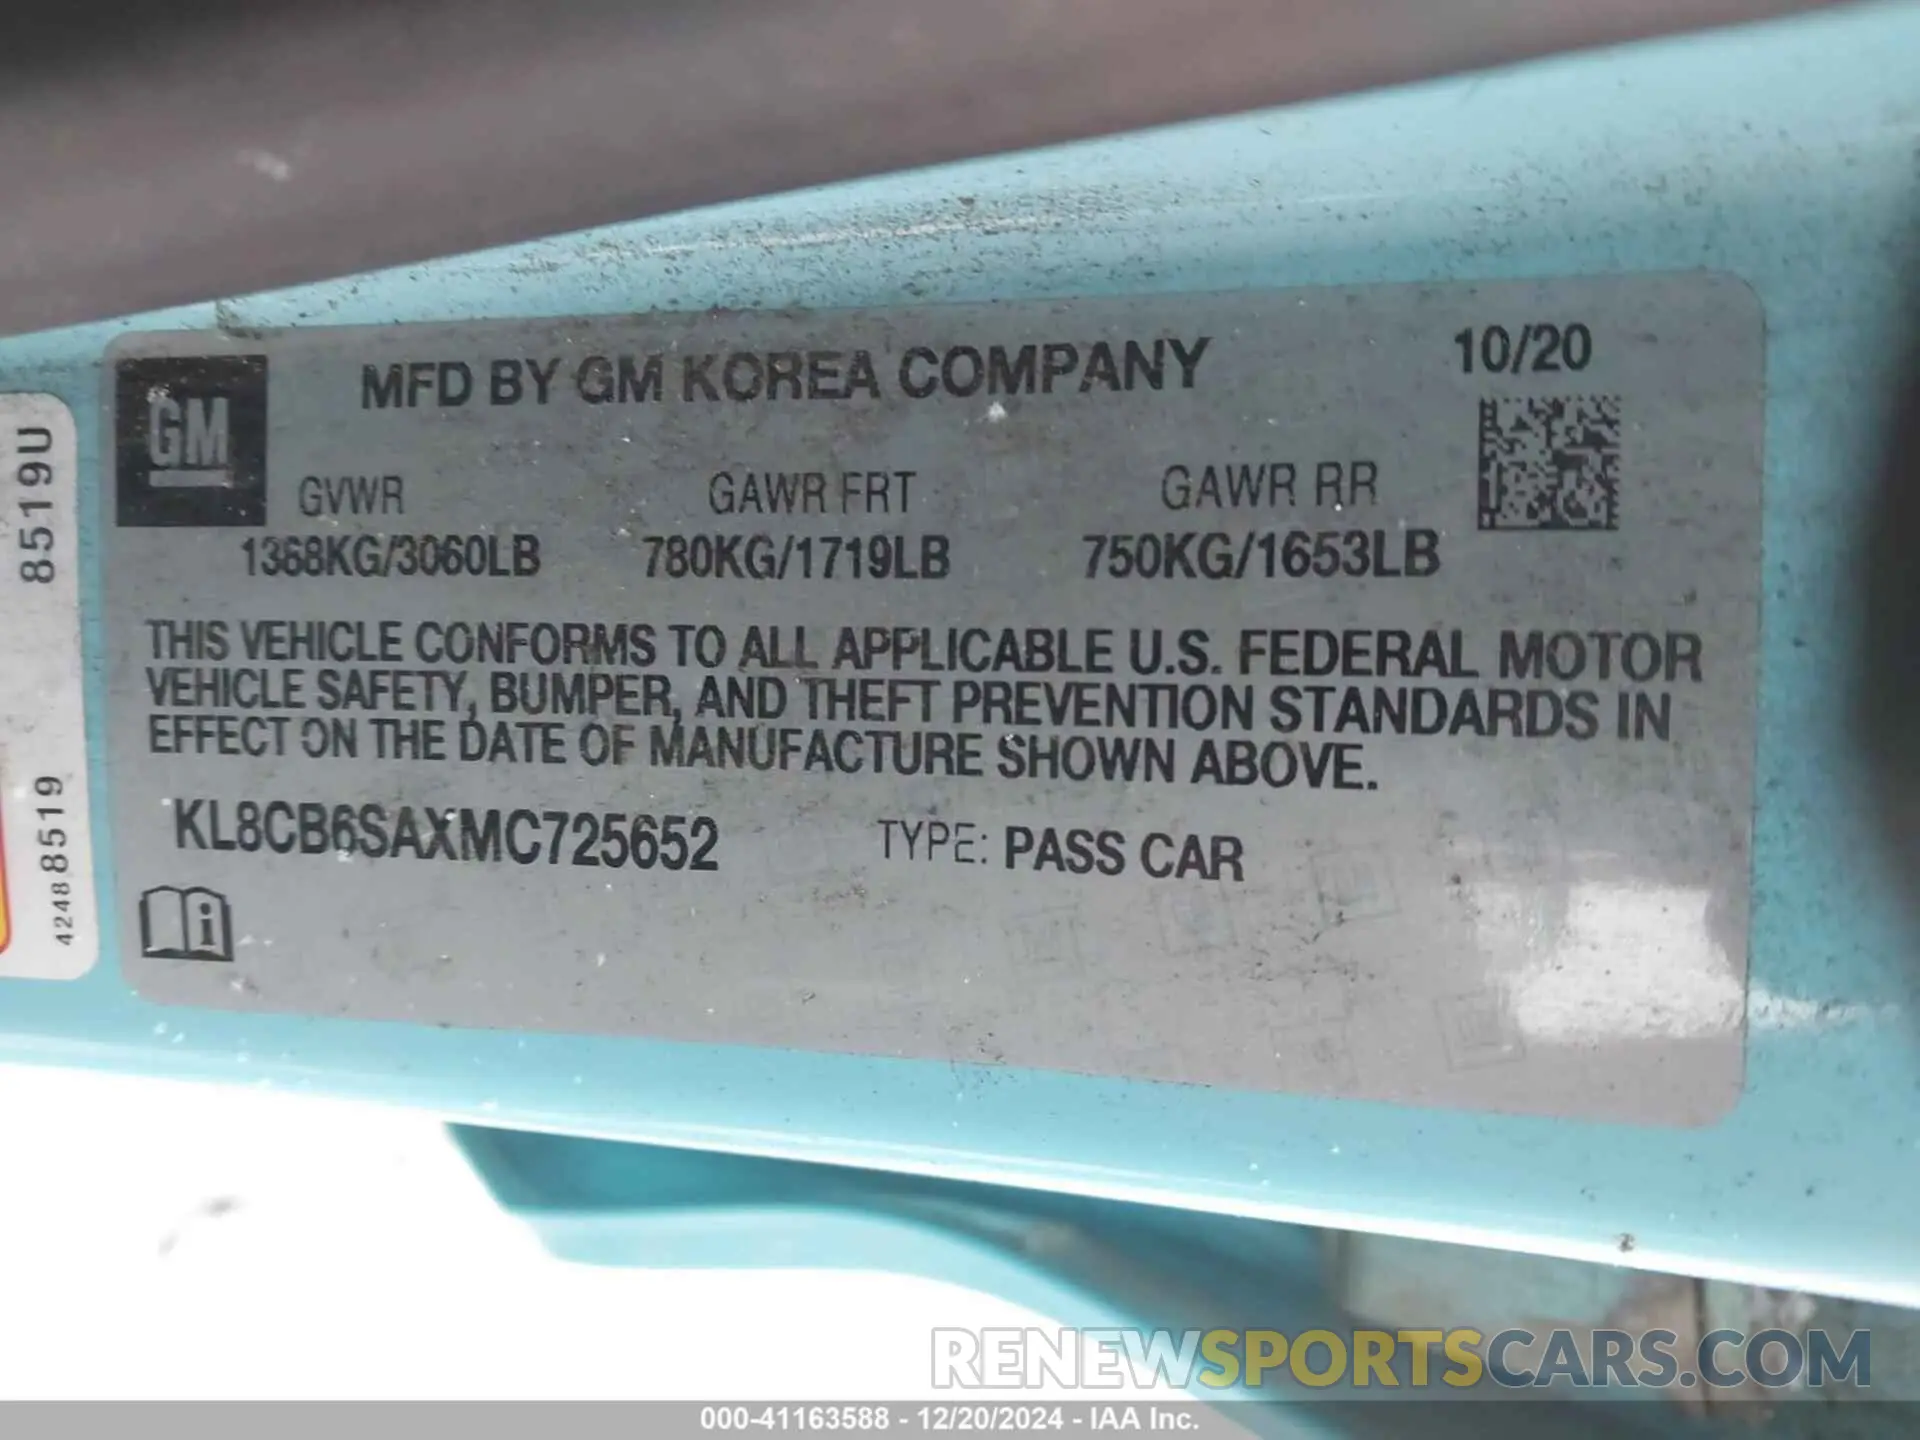 MFD BY GM KOREA COMPANY
10/20
GM
GVWR GAWR FRT GAWR RR
1368KG/3060LB 780KG/1719LB 750KG/1653LB
THIS VEHICLE CONFORMS TO ALL APPLICABLE U.S. FEDERAL MOTOR
VEHICLE SAFETY, BUMPER, AND THEFT PREVENTION STANDARDS IN
EFFECT ON THE DATE OF MANUFACTURE SHOWN ABOVE.
KL8CB6SAXMC725652 TYPE: PASS CAR
i
8519U
4248 8519
RENEWSPORTSCARS.COM
000-41163588 - 12/20/2024 - IAA Inc.